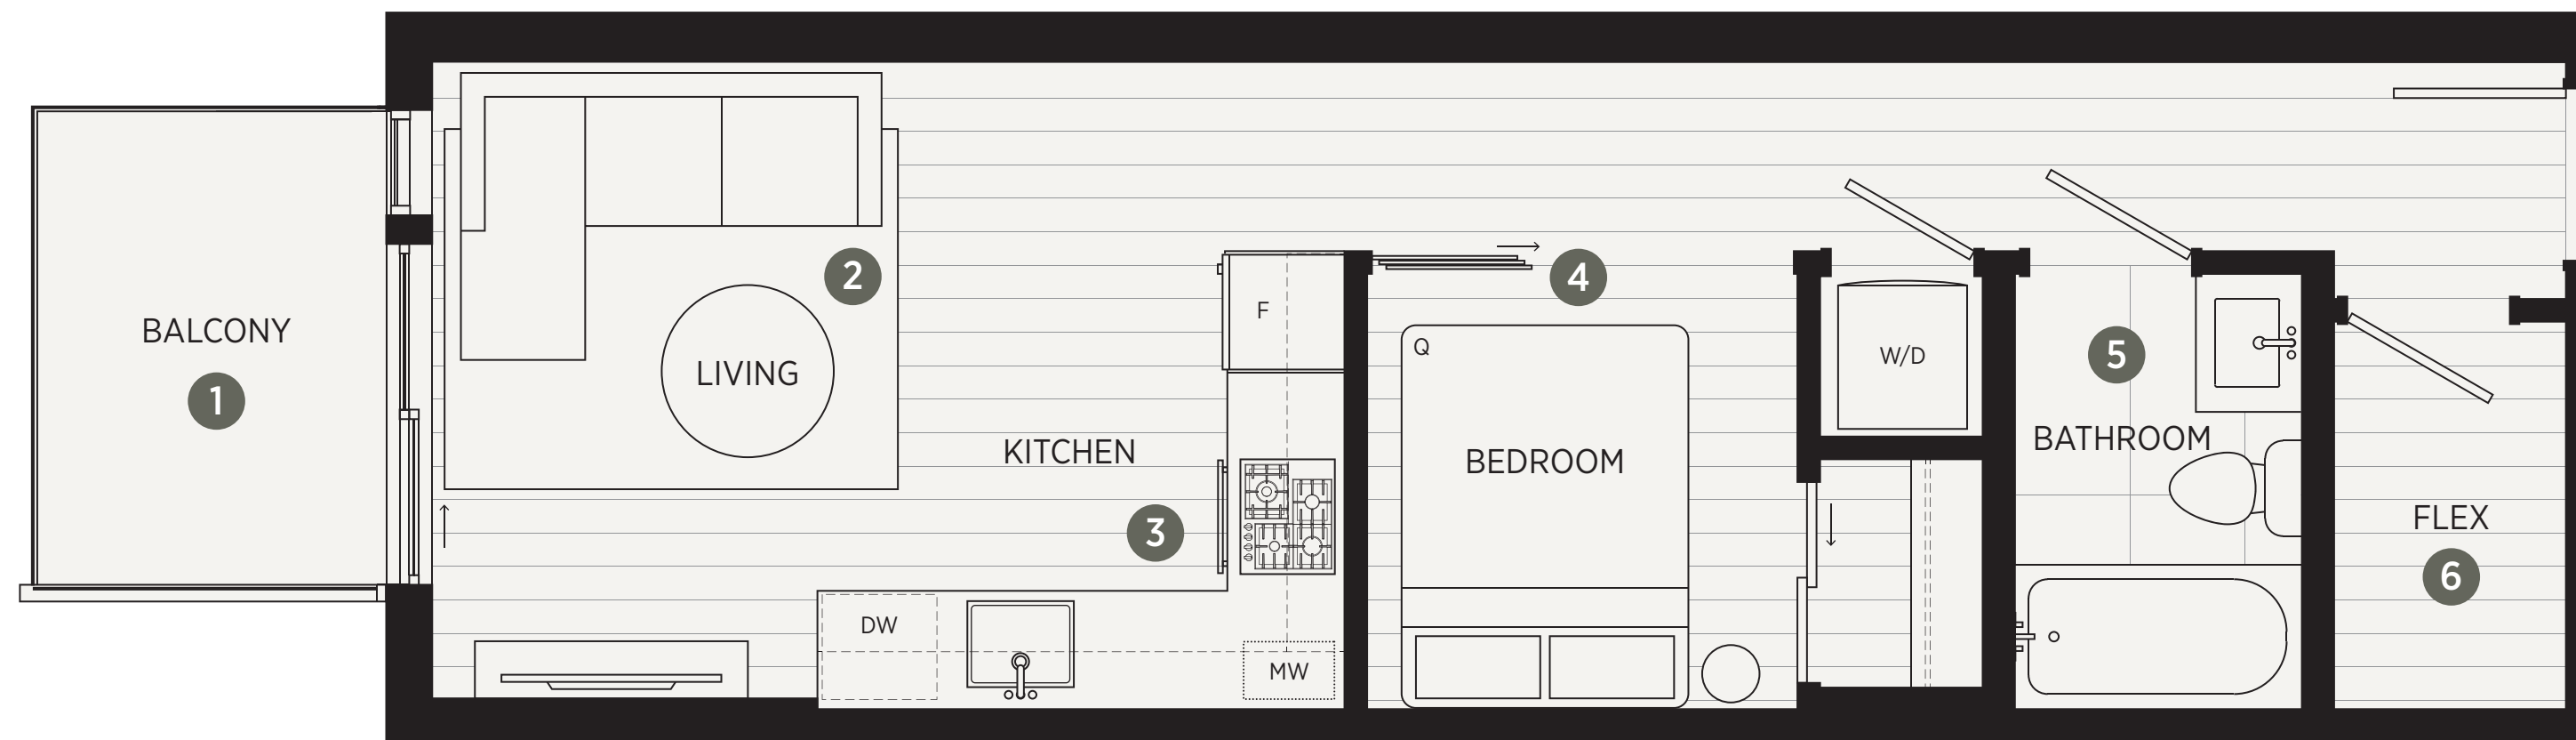 BALCONY
1
2
LIVING
KITCHEN
3
F
DW
MW
4
Q
BEDROOM
W/D
5
BATHROOM
FLEX
6